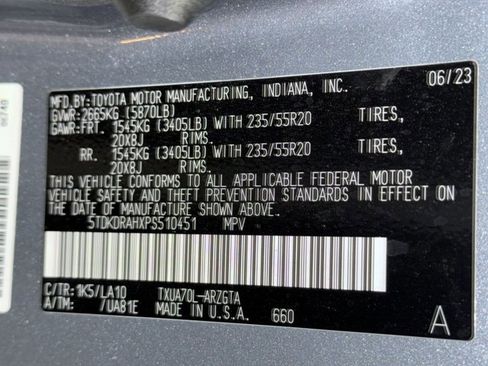 MFD.BY:TOYOTA MOTOR MANUFACTURING, INDIANA, INC. 06/23
GVWR: 2665KG (5870LB)
GAWR:FRT. 1545KG (3405LB) WITH 235/55R20 TIRES,
20X8J RIMS.
RR. 1545KG (3405LB) WITH 235/55R20 TIRES,
20X8J RIMS.
THIS VEHICLE CONFORMS TO ALL APPLICABLE FEDERAL MOTOR
VEHICLE SAFETY AND THEFT PREVENTION STANDARDS IN EFFECT ON
THE DATE OF MANUFACTURE SHOWN ABOVE.
5TDKDRAHXPS510451 MPV
C/TR: 1K5/LA10 TXUA70L-ARZGTA
A/TM: /UA81E MADE IN U.S.A. 660 A